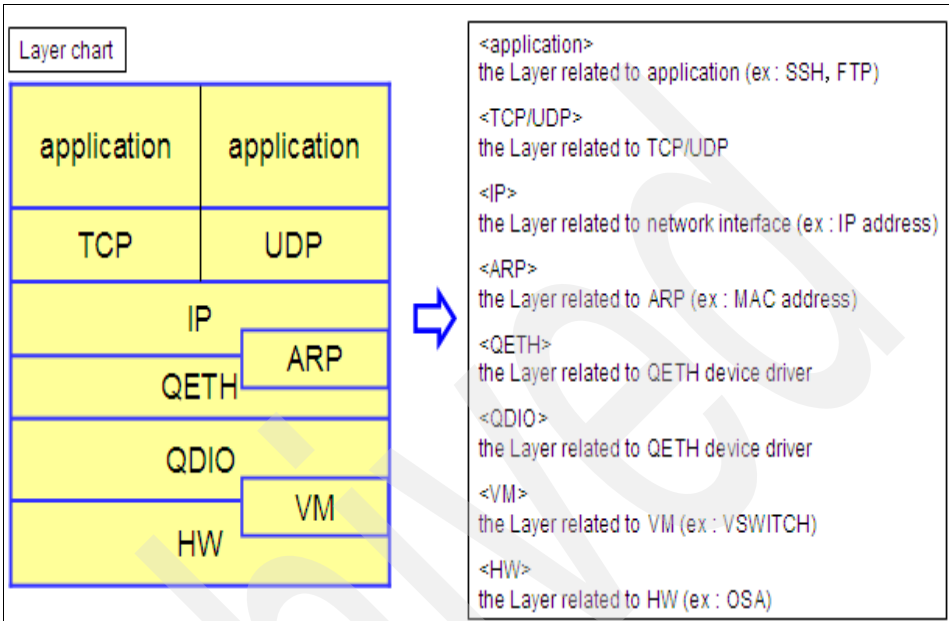 Layer chart
application application
TCP UDP
IP
ARP
QETH
QDIO
VM
HW
<application>
the Layer related to application (ex : SSH, FTP)
<TCP/UDP>
the Layer related to TCP/UDP
<IP>
the Layer related to network interface (ex : IP address)
<ARP>
the Layer related to ARP (ex : MAC address)
<QETH>
the Layer related to QETH device driver
<QDIO>
the Layer related to QETH device driver
<VM>
the Layer related to VM (ex : VSWITCH)
<HW>
the Layer related to HW (ex : OSA)